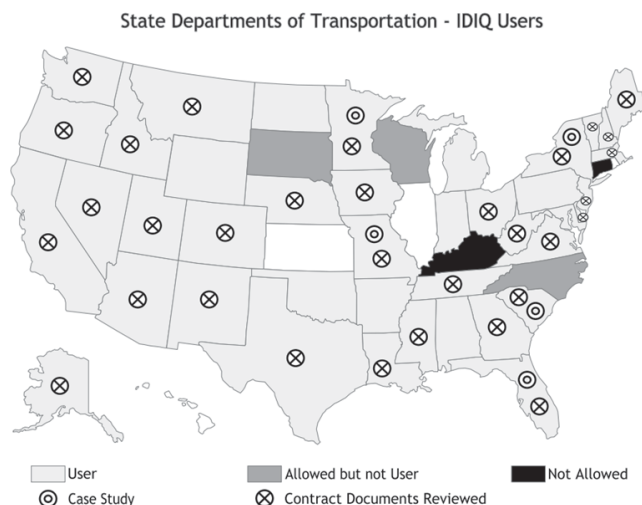 State Departments of Transportation - IDIQ Users
User
Allowed but not User
Not Allowed
Case Study
Contract Documents Reviewed